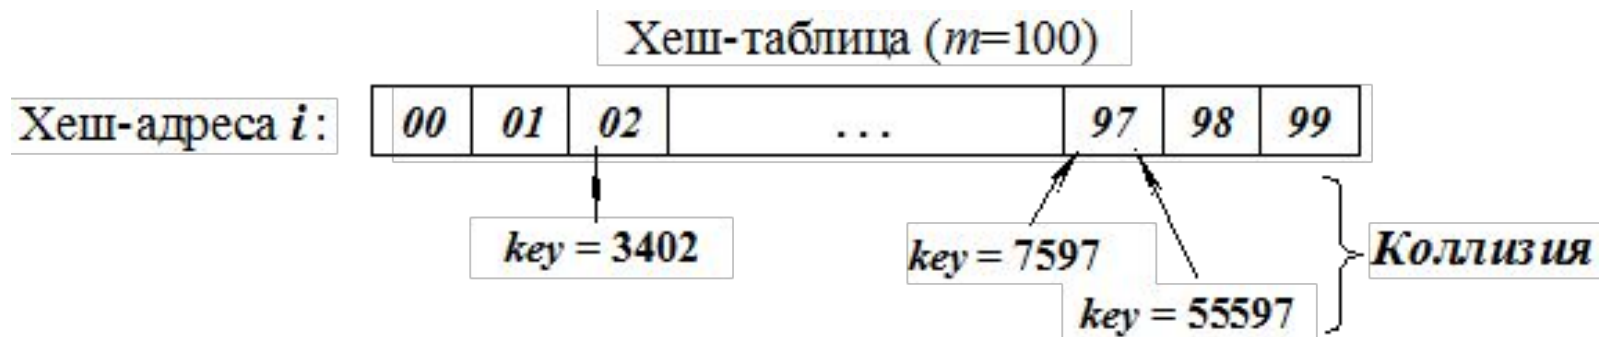 Хеш-таблица (m=100)
Хеш-адреса i: 00 01 02 ... 97 98 99
key = 3402
key = 7597
Коллизия
key = 55597